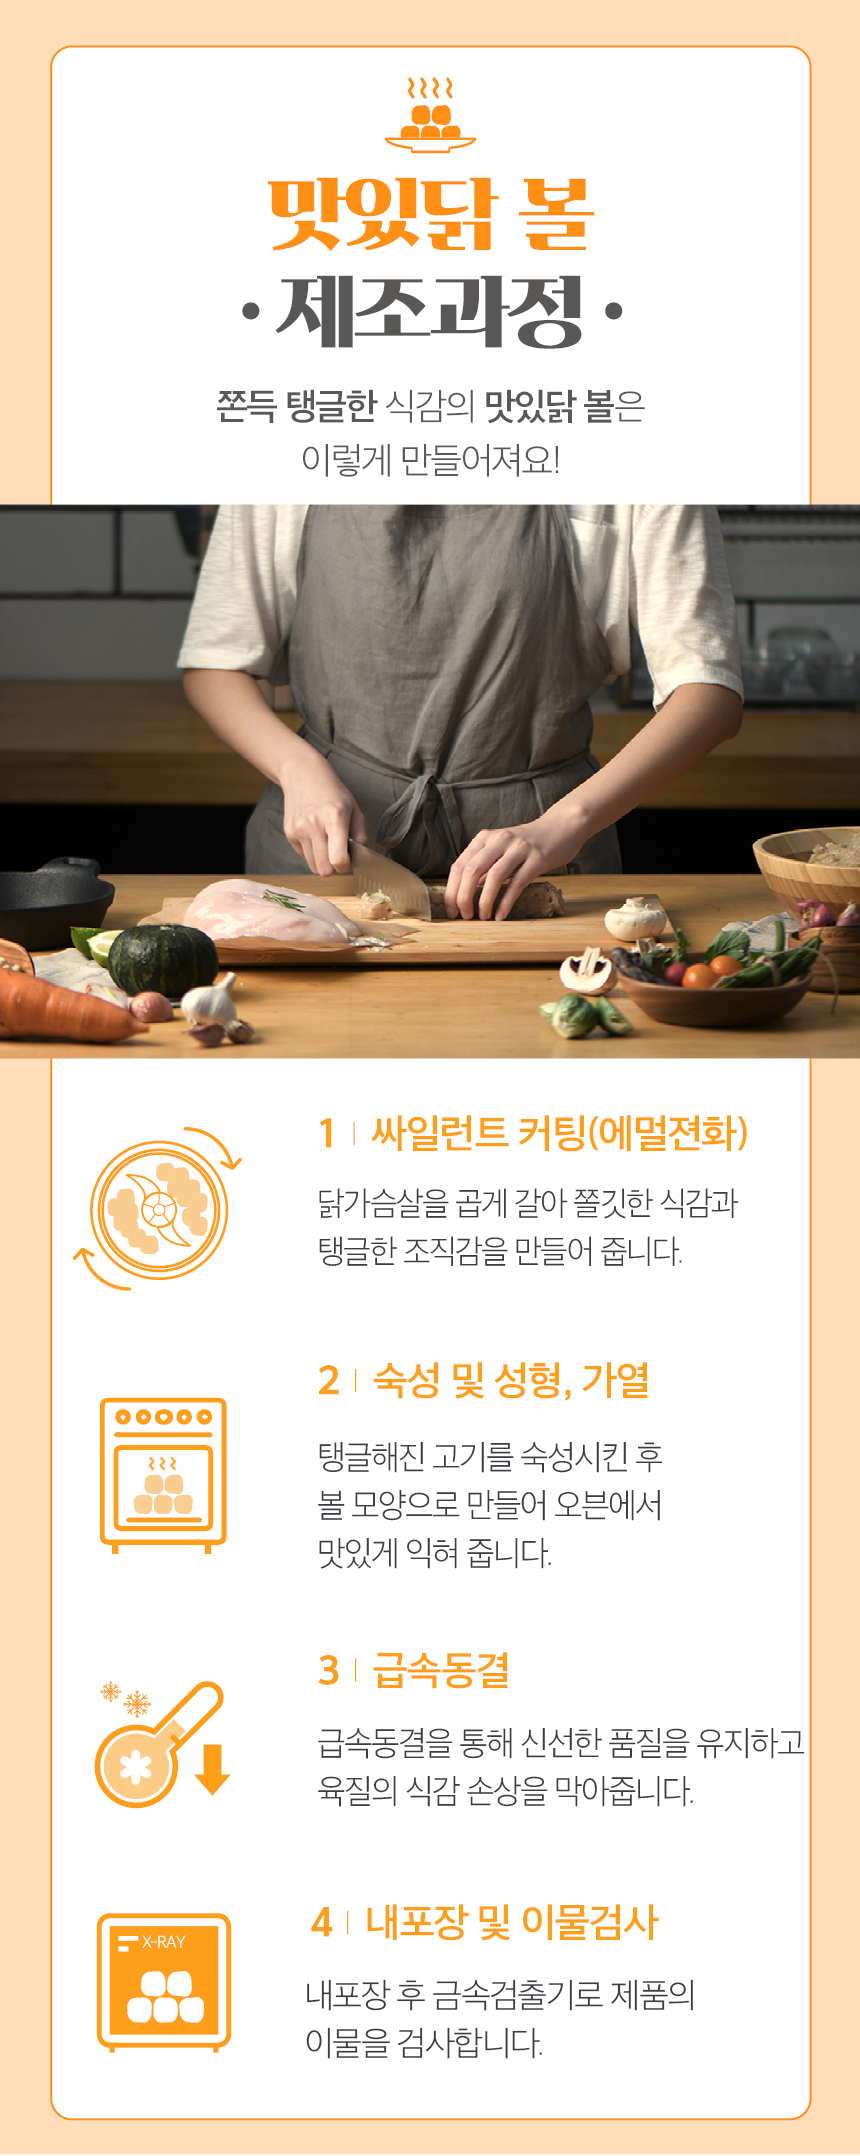 맛있닭 볼
• 제조과정 •
쫀득 탱글한 식감의 맛있닭 볼은
이렇게 만들어져요!
1 | 싸일런트 커팅(에멀젼화)
닭가슴살을 곱게 갈아 쫄깃한 식감과
탱글한 조직감을 만들어 줍니다.
2 | 숙성 및 성형, 가열
탱글해진 고기를 숙성시킨 후
볼 모양으로 만들어 오븐에서
맛있게 익혀 줍니다.
3 | 급속동결
급속동결을 통해 신선한 품질을 유지하고
육질의 식감 손상을 막아줍니다.
X-RAY
4 | 내포장 및 이물검사
내포장 후 금속검출기로 제품의
이물을 검사합니다.